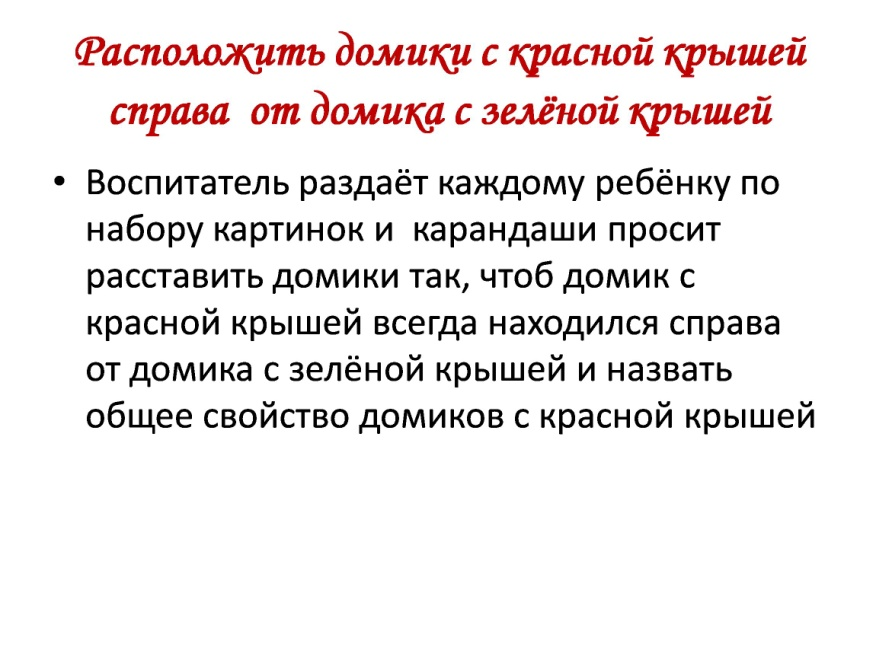 Расположить домики с красной крышей
справа от домика с зелёной крышей
• Воспитатель раздаёт каждому ребёнку по
набору картинок и карандаши просит
расставить домики так, чтоб домик с
красной крышей всегда находился справа
от домика с зелёной крышей и назвать
общее свойство домиков с красной крышей